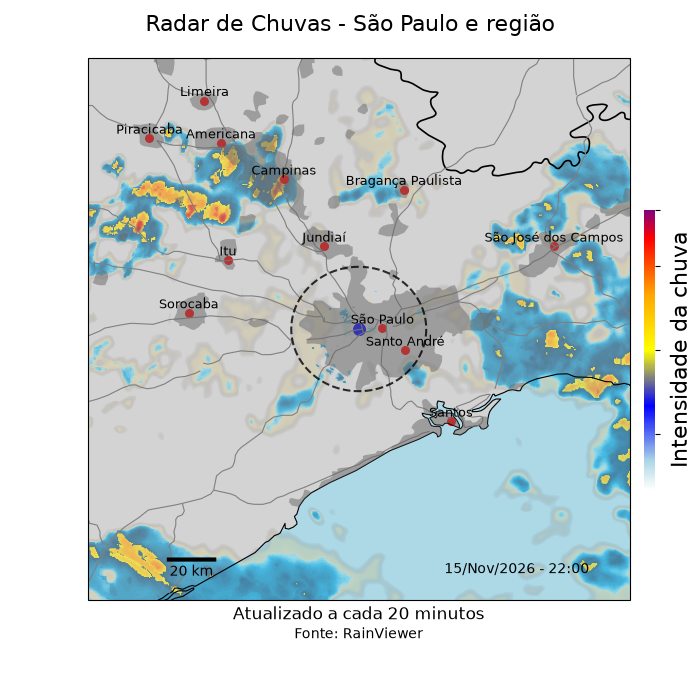 Radar de Chuvas - São Paulo e região
Limeira
Piracicaba
Americana
Campinas
Bragança Paulista
Jundiaí
São José dos Campos
Itu
Sorocaba
São Paulo
Santo André
Santos
Intensidade da chuva
20 km
15/Nov/2026 - 22:00
Atualizado a cada 20 minutos
Fonte: RainViewer